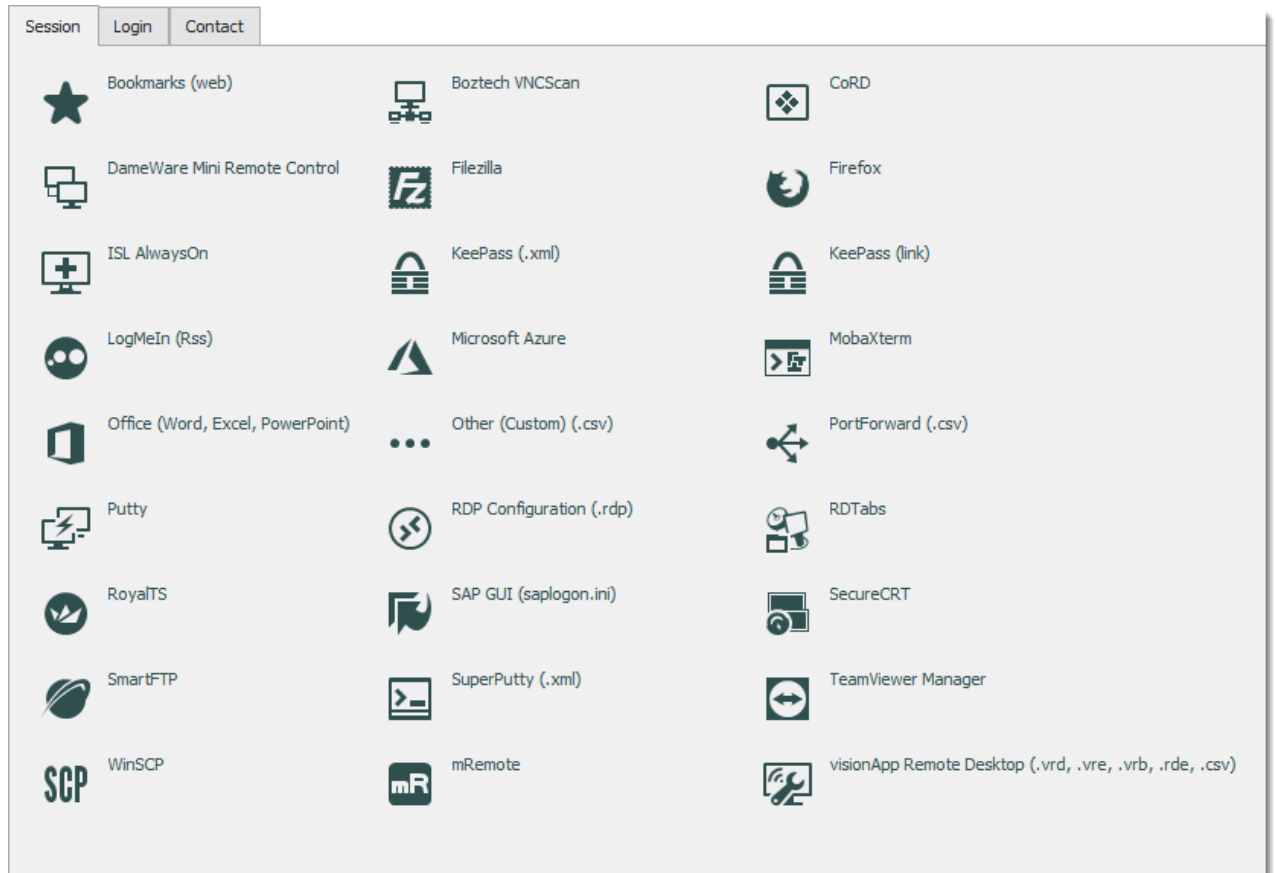 Session Login Contact
Bookmarks (web) Boztech VNCScan CoRD
DameWare Mini Remote Control Filezilla Firefox
ISL AlwaysOn KeePass (.xml) KeePass (link)
LogMeIn (Rss) Microsoft Azure MobaXterm
Office (Word, Excel, PowerPoint) Other (Custom) (.csv) PortForward (.csv)
Putty RDP Configuration (.rdp) RDTabs
RoyalTS SAP GUI (saplogon.ini) SecureCRT
SmartFTP SuperPutty (.xml) TeamViewer Manager
SCP WinSCP mR mRemote visionApp Remote Desktop (.vrd, .vre, .vrb, .rde, .csv)